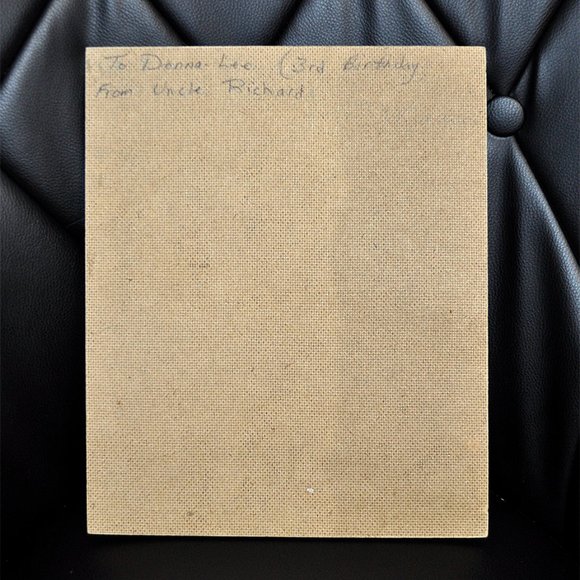 To Donna-Lee (3rd Birthday
From Uncle Richard